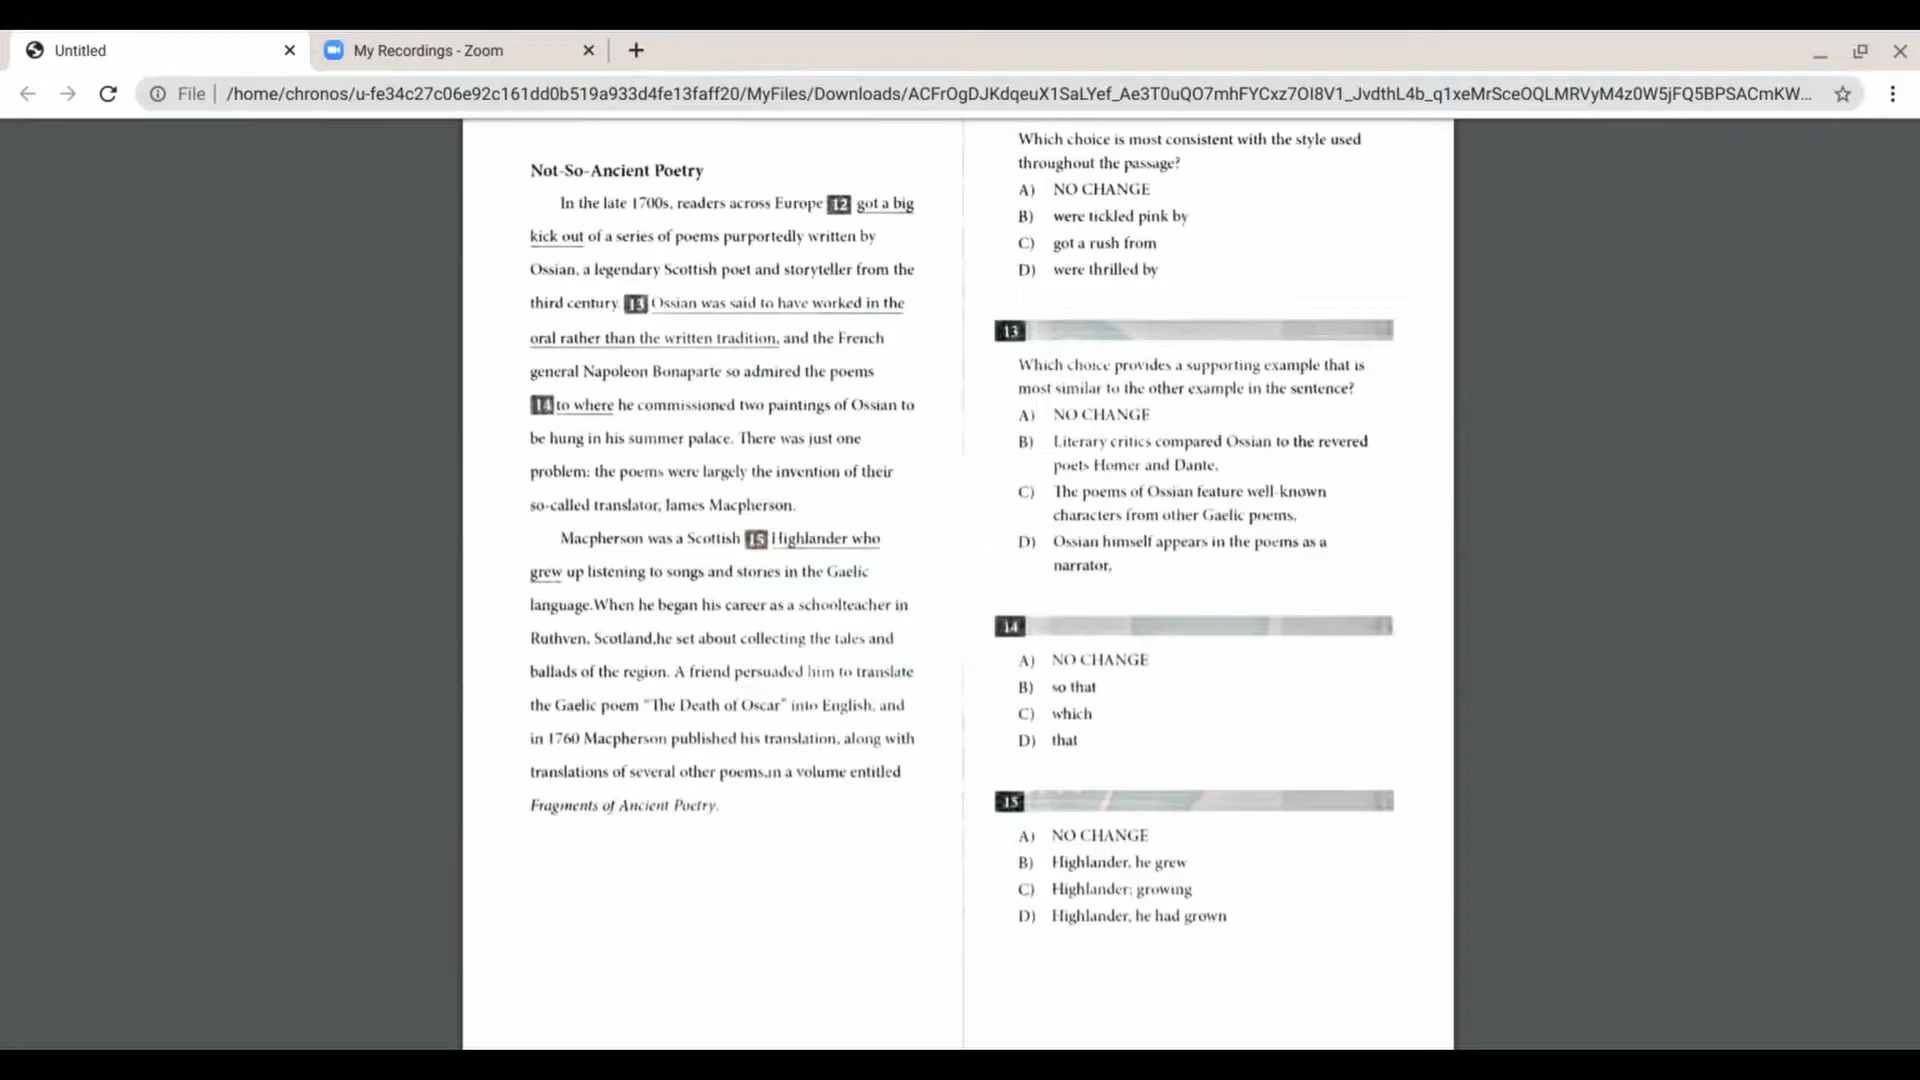 Untitled
My Recordings - Zoom
File
/home/chronos/u-fe34c27c06e92c161dd0b519a933d4fe13faff20/MyFiles/Downloads/ACFrOgDJKdqeuX1SaLYef_Ae3T0uQO7mhFYCxz7OI8V1_JvdthL4b_q1xeMrSceOQLMRVyM4z0W5jFQ5BPSACmKW...
Not-So-Ancient Poetry
In the late 1700s, readers across Europe 12 got a big
kick out of a series of poems purportedly written by
Ossian, a legendary Scottish poet and storyteller from the
third century 13 Ossian was said to have worked in the
oral rather than the written tradition, and the French
general Napoleon Bonaparte so admired the poems
14 to where he commissioned two paintings of Ossian to
be hung in his summer palace. There was just one
problem: the poems were largely the invention of their
so-called translator, James Macpherson.
Macpherson was a Scottish 15 Highlander who
grew up listening to songs and stories in the Gaelic
language.When he began his career as a schoolteacher in
Ruthven, Scotland,he set about collecting the tales and
ballads of the region. A friend persuaded him to translate
the Gaelic poem "The Death of Oscar" into English, and
in 1760 Macpherson published his translation, along with
translations of several other poems,in a volume entitled
Fragments of Ancient Poetry.
Which choice is most consistent with the style used
throughout the passage?
A) NO CHANGE
B) were tickled pink by
C) got a rush from
D) were thrilled by
13
Which choice provides a supporting example that is
most similar to the other example in the sentence?
A) NO CHANGE
B) Literary critics compared Ossian to the revered
poets Homer and Dante,
C) The poems of Ossian feature well-known
characters from other Gaelic poems,
D) Ossian himself appears in the poems as a
narrator,
14
A) NO CHANGE
B) so that
C) which
D) that
15
A) NO CHANGE
B) Highlander, he grew
C) Highlander; growing
D) Highlander, he had grown